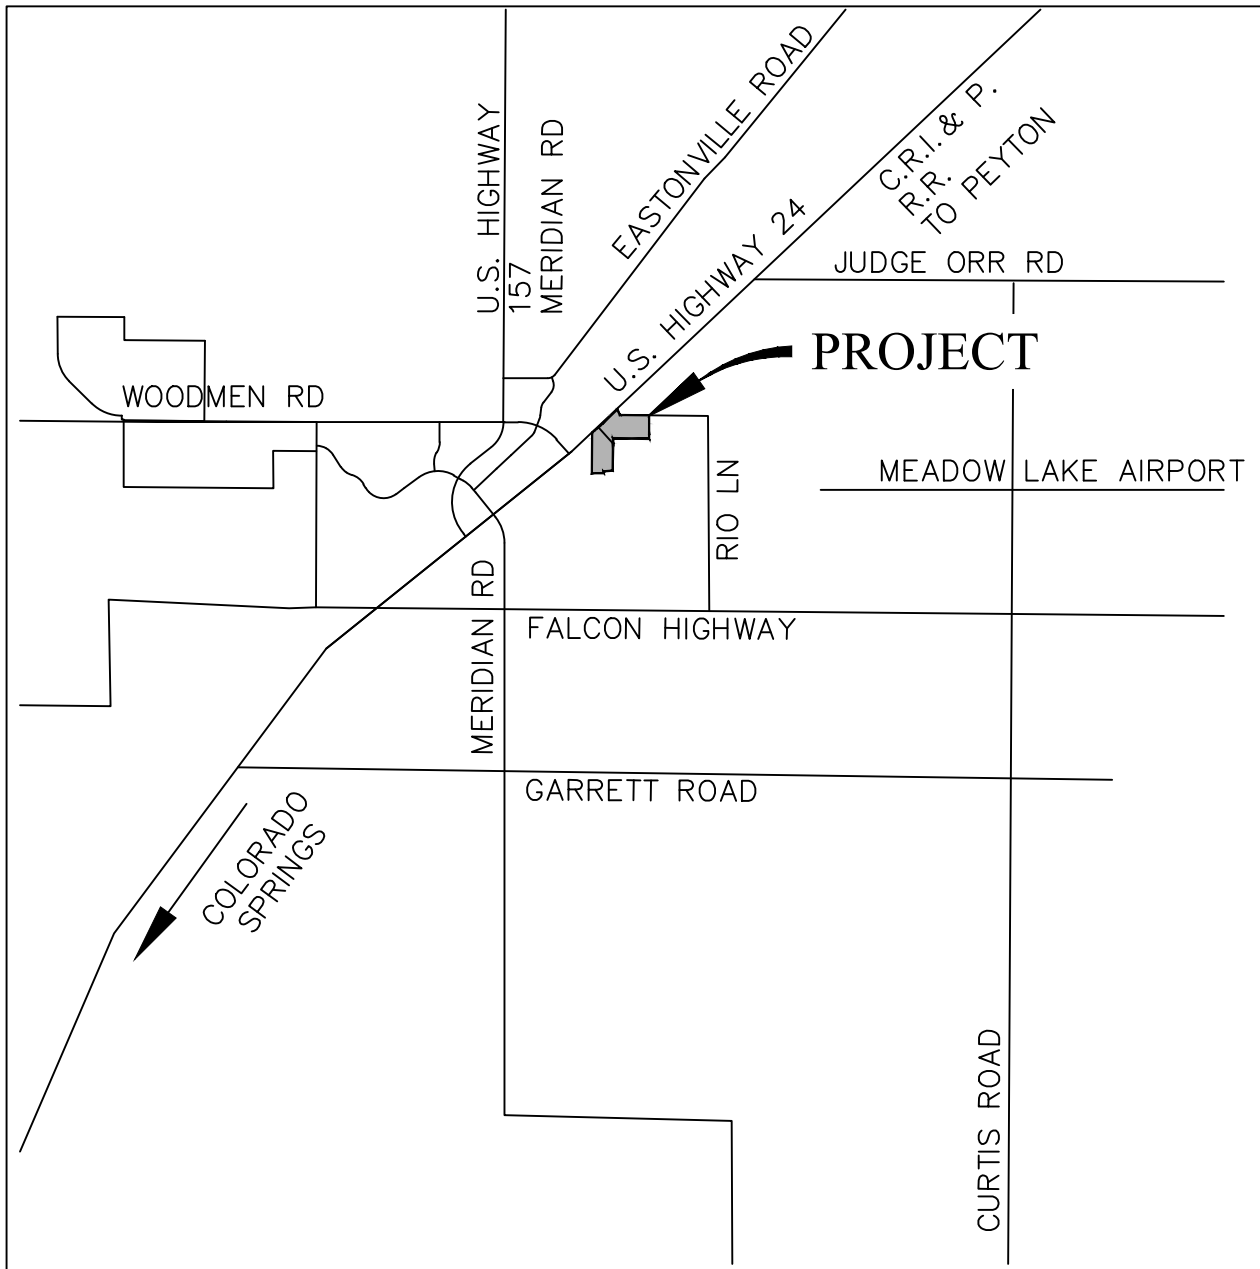 U.S. HIGHWAY
157
MERIDIAN RD
EASTONVILLE ROAD
U.S. HIGHWAY 24
C.R.I. & P.
R.R.
TO PEYTON
JUDGE ORR RD
PROJECT
WOODMEN RD
MEADOW LAKE AIRPORT
RIO LN
MERIDIAN RD
FALCON HIGHWAY
GARRETT ROAD
COLORADO
SPRINGS
CURTIS ROAD